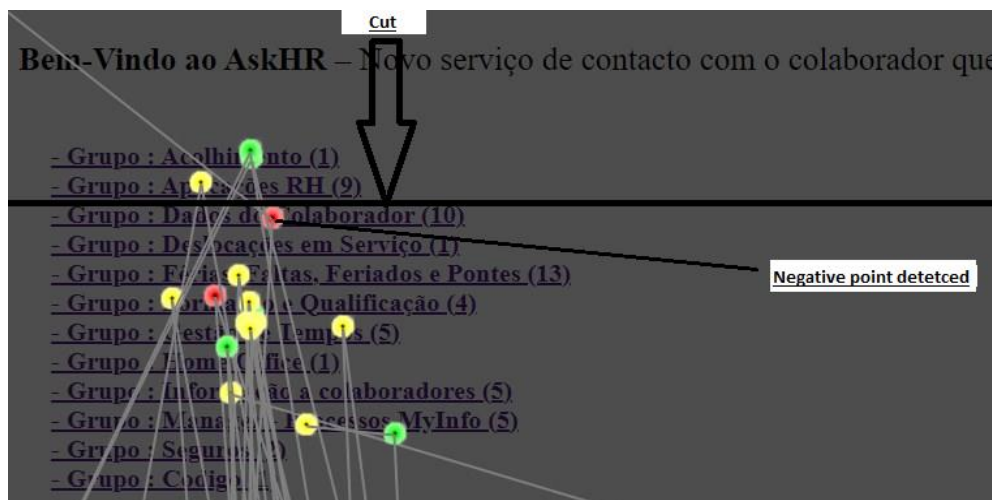 Cut
Bem-Vindo ao AskHR – Novo serviço de contacto com o colaborador que
- Grupo : Acolhimento (1)
- Grupo : Aplicações RH (9)
- Grupo : Dados do Colaborador (10)
- Grupo : Deslocações em Serviço (1)
- Grupo : Férias, Faltas, Feriados e Pontes (13)
Negative point detetced
- Grupo : Formação e Qualificação (4)
- Grupo : Gestão de Tempos (5)
- Grupo : Home Office (1)
- Grupo : Informação a colaboradores (5)
- Grupo : Manager - Processos MyInfo (5)
- Grupo : Seguros
- Grupo : Codigo